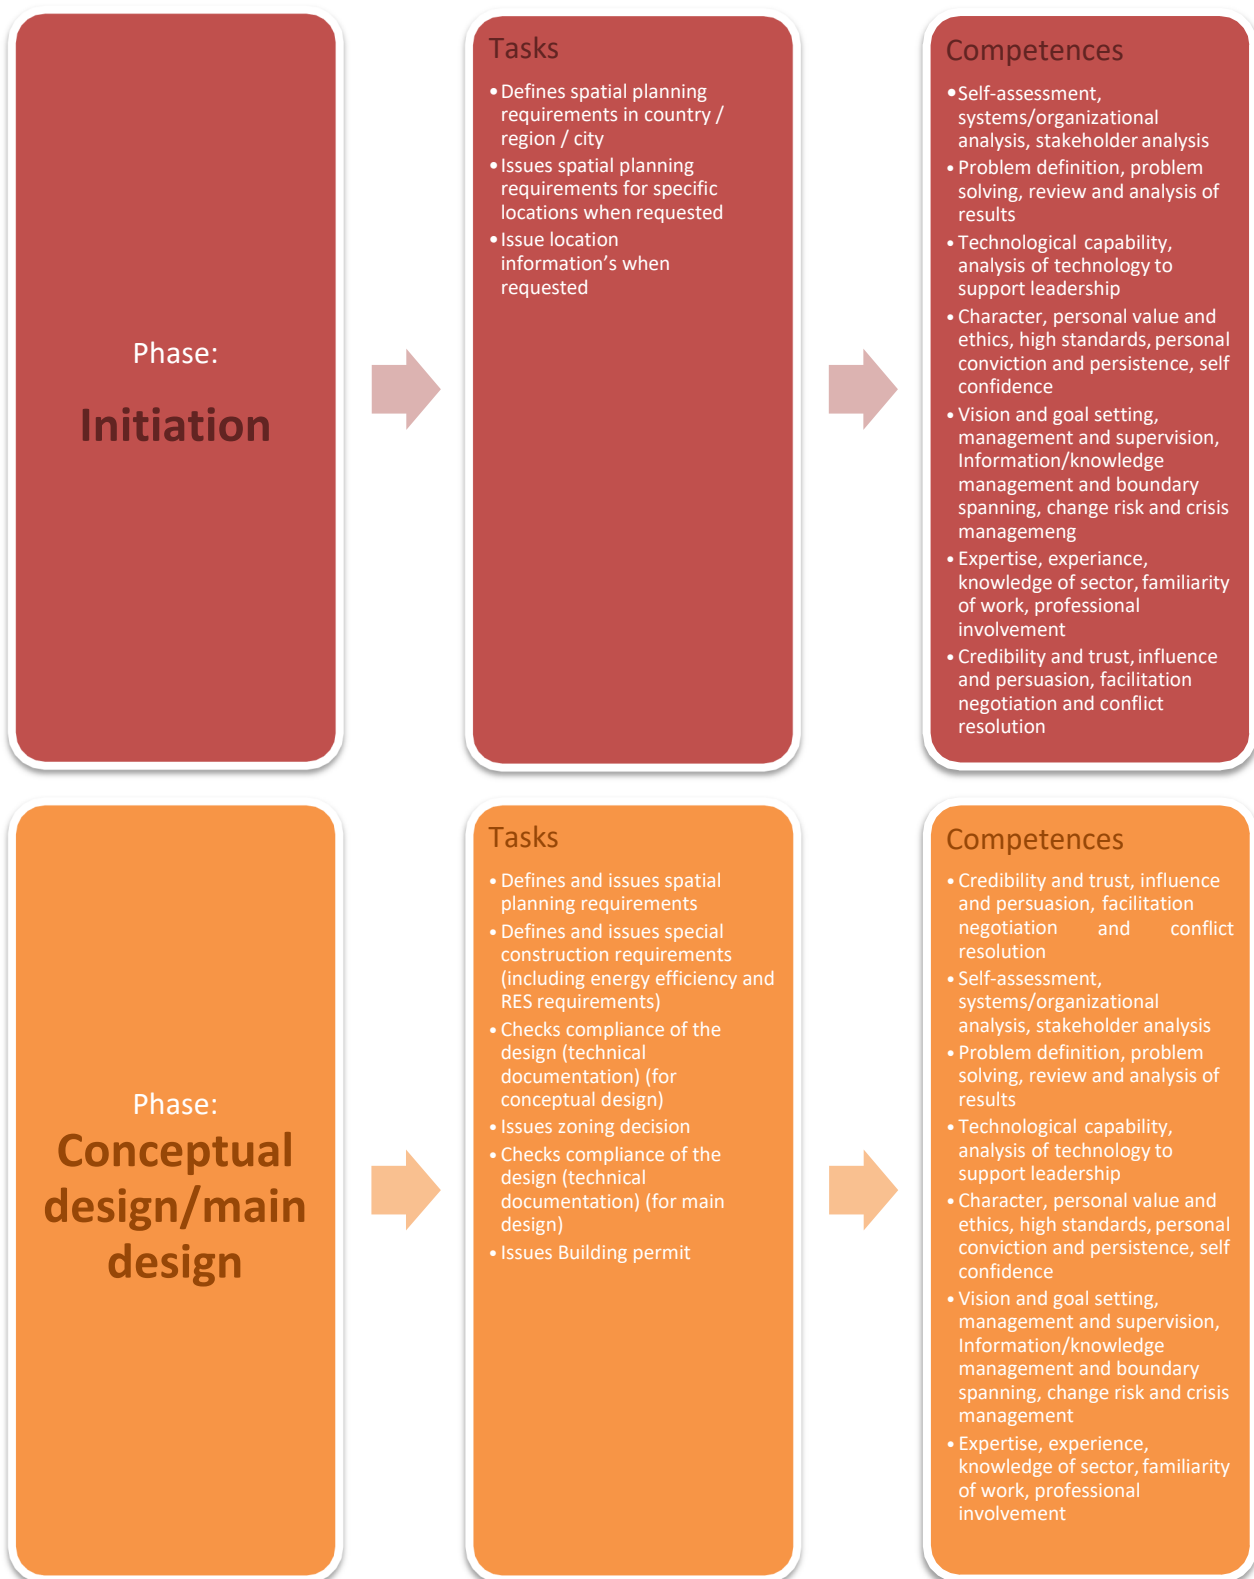 Phase:
Initiation
Tasks
•Defines spatial planning
requirements in country /
region / city
•Issues spatial planning
requirements for specific
locations when requested
•Issue location
information's when
requested
Competences
•Self-assessment,
systems/organizational
analysis, stakeholder analysis
•Problem definition, problem
solving, review and analysis of
results
•Technological capability,
analysis of technology to
support leadership
•Character, personal value and
ethics, high standards, personal
conviction and persistence, self
confidence
•Vision and goal setting,
management and supervision,
Information/knowledge
management and boundary
spanning, change risk and crisis
managemeng
•Expertise, experiance,
knowledge of sector, familiarity
of work, professional
involvement
•Credibility and trust, influence
and persuasion, facilitation
negotiation and conflict
resolution
Phase:
Conceptual
design/main
design
Tasks
•Defines and issues spatial
planning requirements
•Defines and issues special
construction requirements
(including energy efficiency and
RES requirements)
•Checks compliance of the
design (technical
documentation) (for
conceptual design)
•Issues zoning decision
•Checks compliance of the
design (technical
documentation) (for main
design)
•Issues Building permit
Competences
•Credibility and trust, influence
and persuasion, facilitation
negotiation and conflict
resolution
•Self-assessment,
systems/organizational
analysis, stakeholder analysis
•Problem definition, problem
solving, review and analysis of
results
•Technological capability,
analysis of technology to
support leadership
•Character, personal value and
ethics, high standards, personal
conviction and persistence, self
confidence
•Vision and goal setting,
management and supervision,
Information/knowledge
management and boundary
spanning, change risk and crisis
management
•Expertise, experience,
knowledge of sector, familiarity
of work, professional
involvement